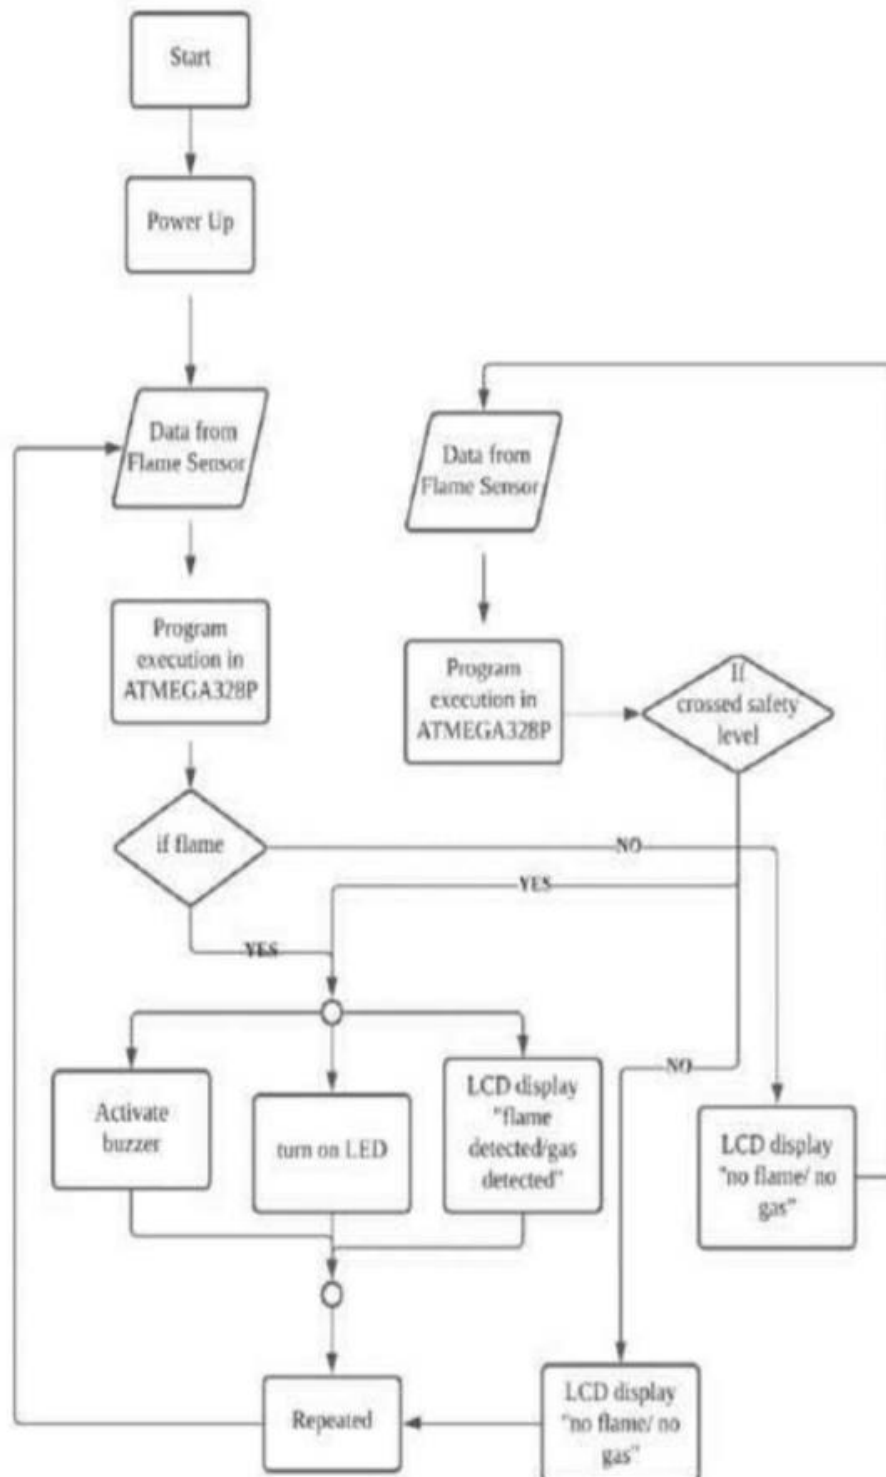 Start
Power Up
Data from
Flame Sensor
Data from
Flame Sensor
Program
execution in
ATMEGA328P
Program
execution in
ATMEGA328P
If
crossed safety
level
if flame
NO
YES
YES
NO
Activate
buzzer
turn on LED
LCD display
"flame
detected/gas
detected"
LCD display
"no flame/ no
gas"
Repeated
LCD display
"no flame/ no
gas"